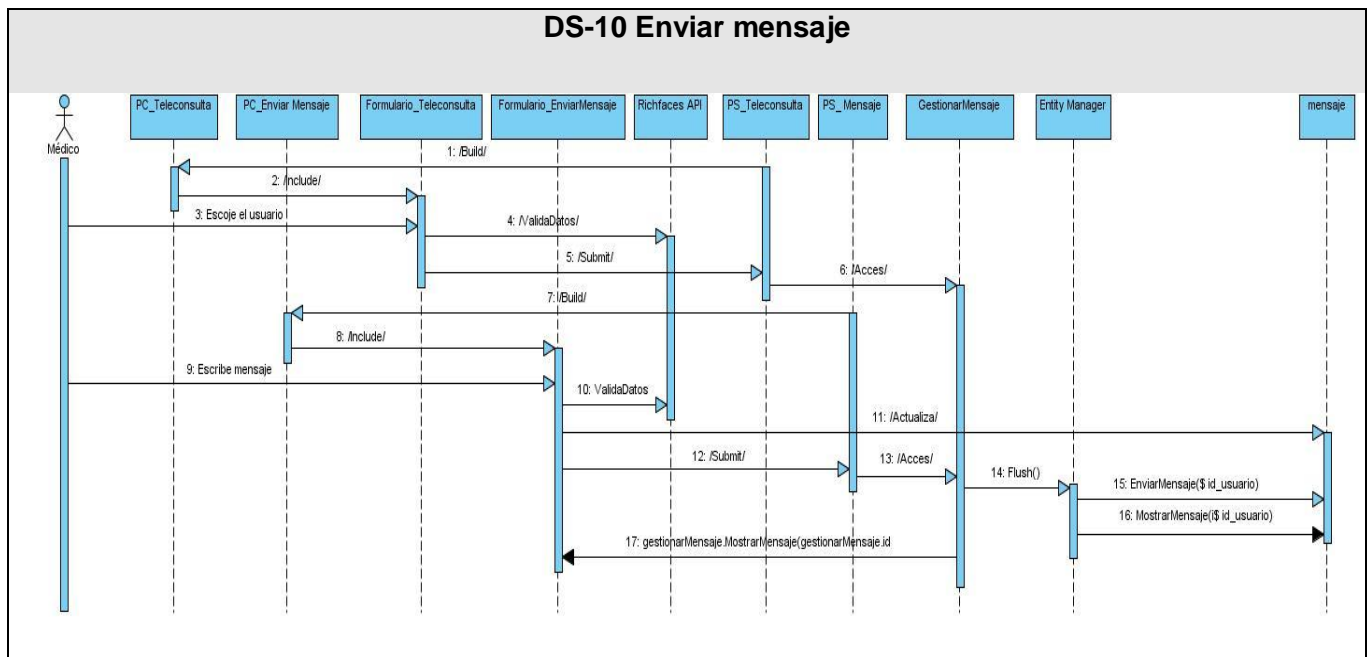 DS-10 Enviar mensaje
Médico
PC_Teleconsulta
PC_Enviar Mensaje
Formulario_Teleconsulta
Formulario_EnviarMensaje
Richfaces API
PS_Teleconsulta
PS_ Mensaje
GestionarMensaje
Entity Manager
mensaje
1: /Build/
2: /Include/
3: Escoje el usuario
4: /ValidaDatos/
5: /Submit/
6: /Acces/
7: /Build/
8: /Include/
9: Escribe mensaje
10: ValidaDatos
11: /Actualiza/
12: /Submit/
13: /Acces/
14: Flush()
15: EnviarMensaje($ id_usuario)
16: MostrarMensaje(i$ id_usuario)
17: gestionarMensaje.MostrarMensaje(gestionarMensaje.id